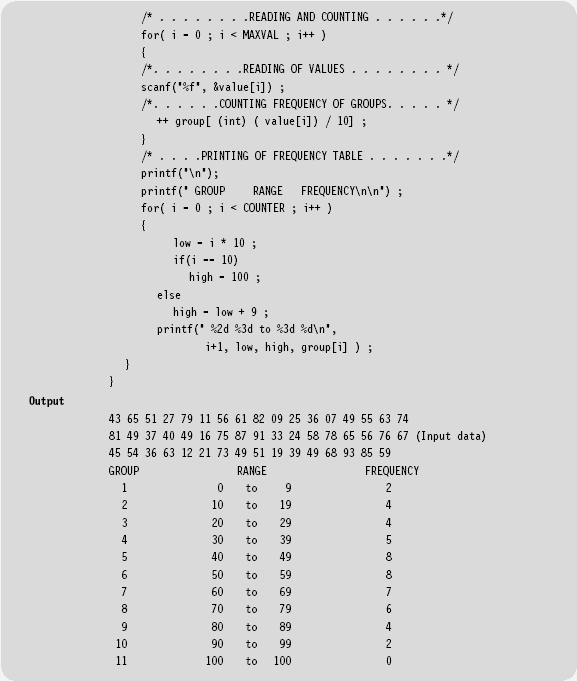 /* . . . . . . . .READING AND COUNTING . . . . . .*/
for( i = 0 ; i < MAXVAL ; i++ )
{
/*. . . . . . . .READING OF VALUES . . . . . . . . */
scanf("%f", &value[i]) ;
/*. . . . . .COUNTING FREQUENCY OF GROUPS. . . . . */
++ group[ (int) ( value[i]) / 10] ;
}
/* . . . .PRINTING OF FREQUENCY TABLE . . . . . . .*/
printf("\n");
printf(" GROUP RANGE FREQUENCY\n\n") ;
for( i = 0 ; i < COUNTER ; i++ )
{
low = i * 10 ;
if(i == 10)
high = 100 ;
else
high = low + 9 ;
printf(" %2d %3d to %3d %d\n",
i+1, low, high, group[i] ) ;
}
}
Output
43 65 51 27 79 11 56 61 82 09 25 36 07 49 55 63 74
81 49 37 40 49 16 75 87 91 33 24 58 78 65 56 76 67 (Input data)
45 54 36 63 12 21 73 49 51 19 39 49 68 93 85 59
GROUP RANGE FREQUENCY
1 0 to 9 2
2 10 to 19 4
3 20 to 29 4
4 30 to 39 5
5 40 to 49 8
6 50 to 59 8
7 60 to 69 7
8 70 to 79 6
9 80 to 89 4
10 90 to 99 2
11 100 to 100 0